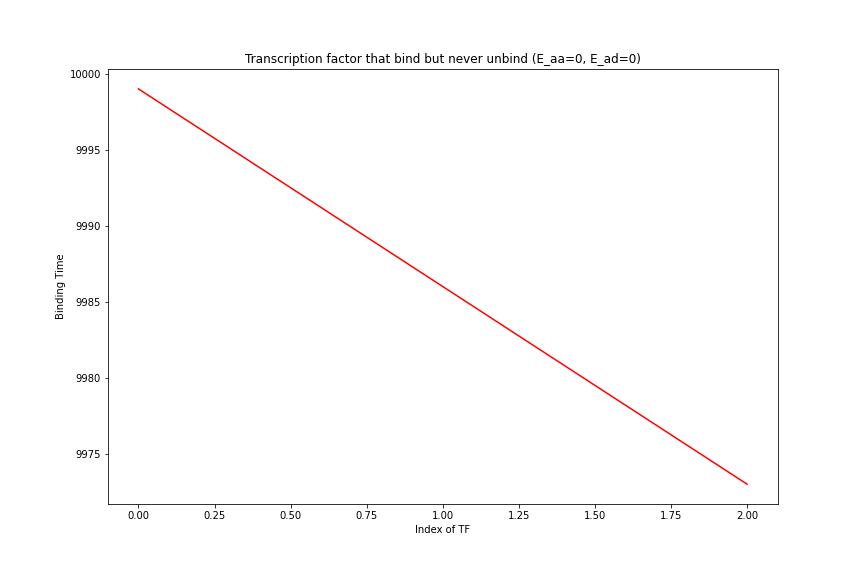 Transcription factor that bind but never unbind (E_aa=0, E_ad=0)
10000
9995
9990
9985
9980
9975
Binding Time
0.00 0.25 0.50 0.75 1.00 1.25 1.50 1.75 2.00
Index of TF